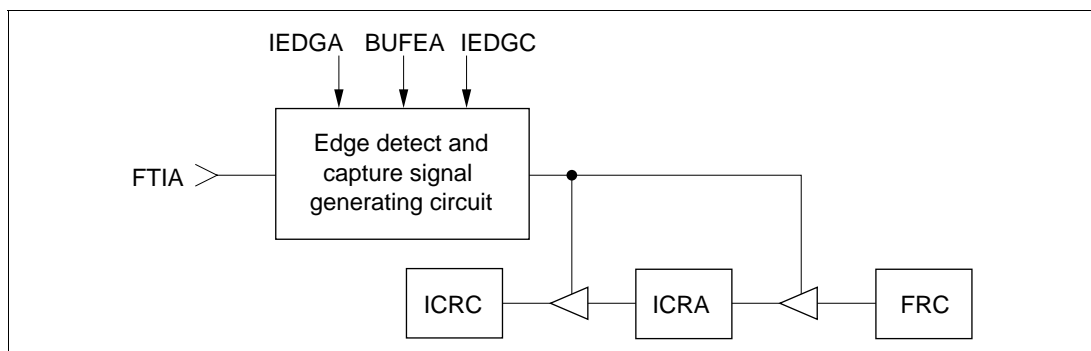 IEDGA BUFEA IEDGC
Edge detect and
capture signal
generating circuit
FTIA
ICRC ICRA FRC